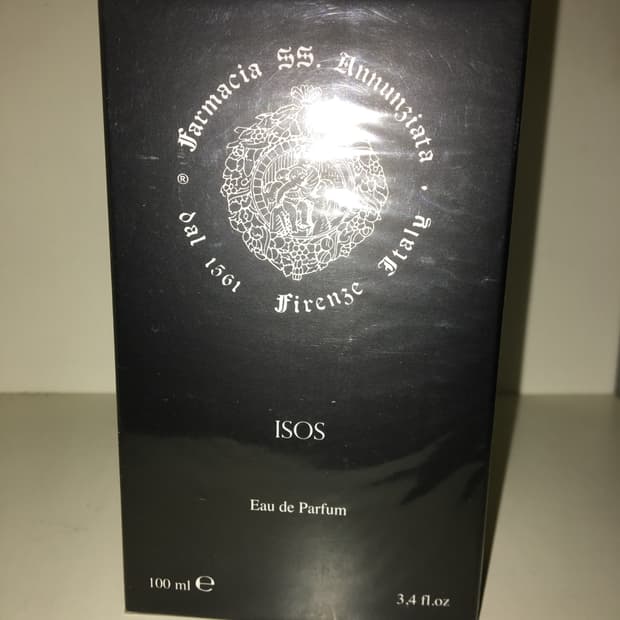 ® Farmacia SS. Annunziata · 
dal 1561 Firenze Italy
ISOS
Eau de Parfum
100 ml ℮
3,4 fl.oz